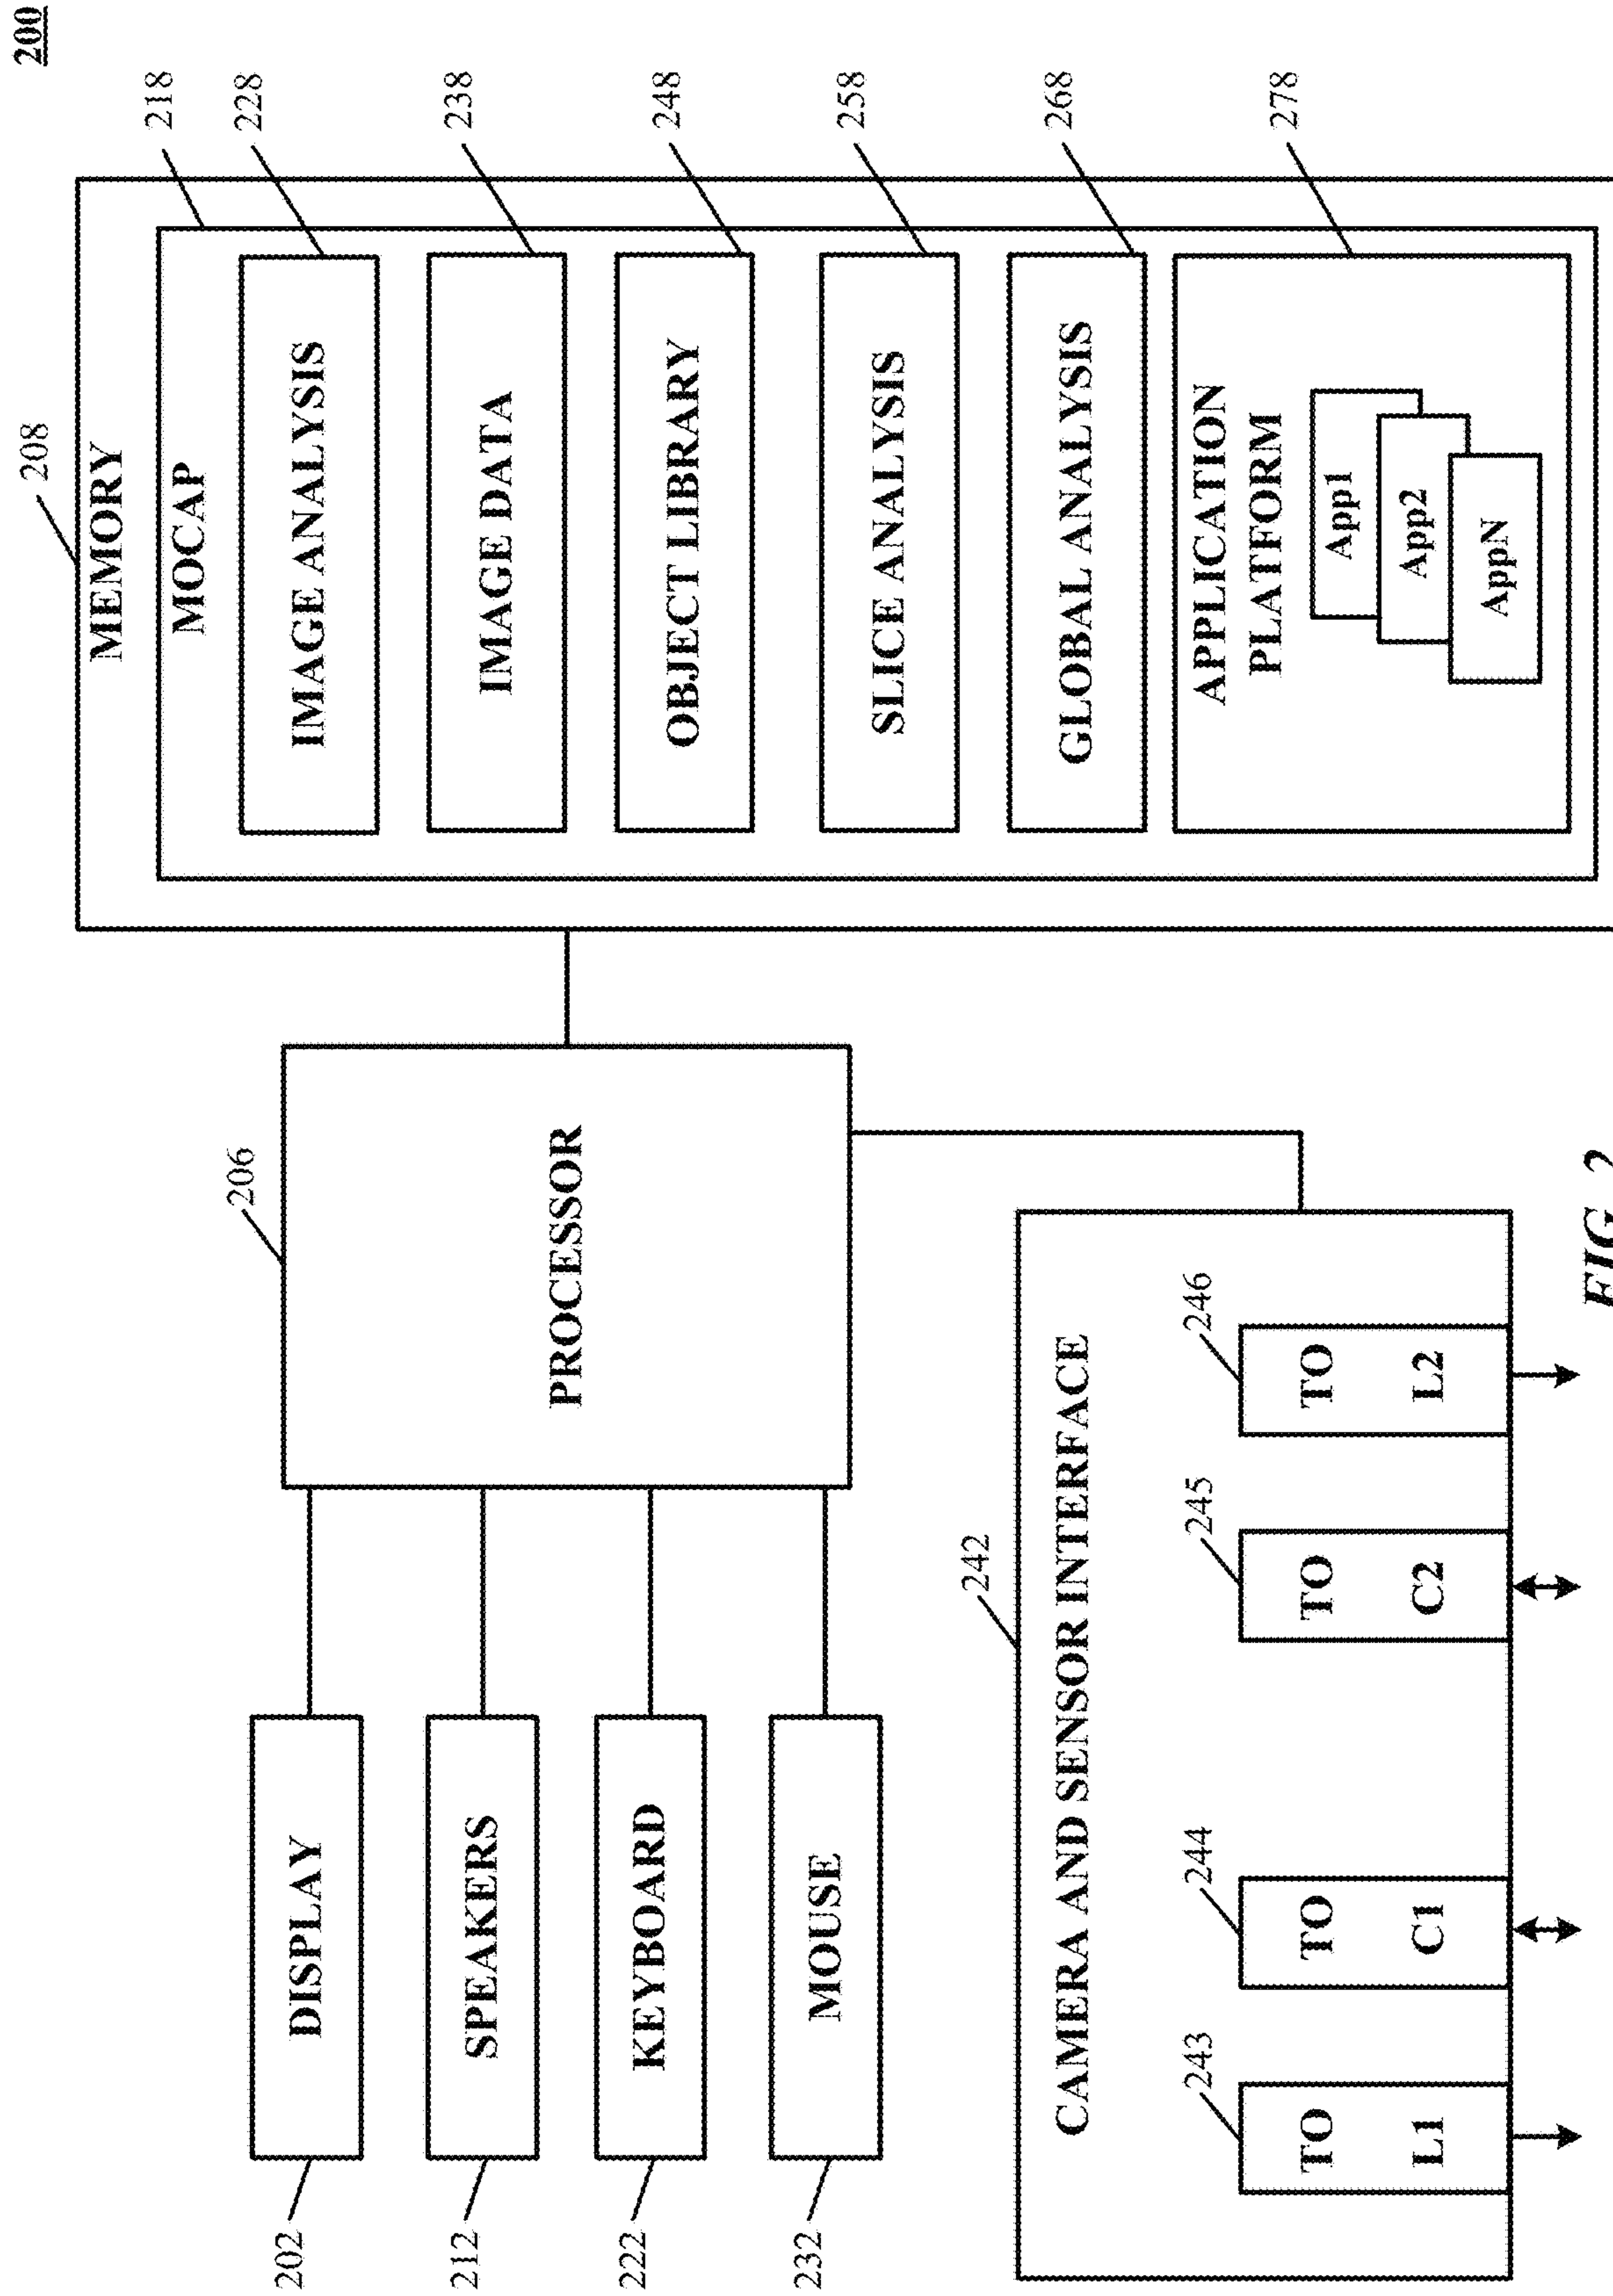 200
202
DISPLAY
212
SPEAKERS
222
KEYBOARD
232
MOUSE
206
PROCESSOR
208
MEMORY
218
MOCAP
228
IMAGE ANALYSIS
238
IMAGE DATA
248
OBJECT LIBRARY
258
SLICE ANALYSIS
268
GLOBAL ANALYSIS
278
APPLICATION
PLATFORM
App1
App2
AppN
242
CAMERA AND SENSOR INTERFACE
243
TO
L1
244
TO
C1
245
TO
C2
246
TO
L2
FIG. 2